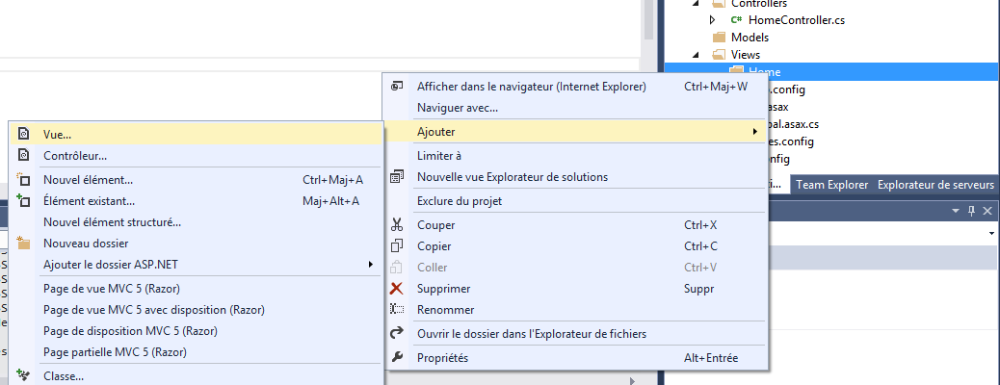 Controllers
HomeController.cs
Models
Views
Home
.config
asax
bal.asax.cs
es.config
nfig
Team Explorer
Explorateur de serveurs
Afficher dans le navigateur (Internet Explorer) Ctrl+Maj+W
Naviguer avec...
Ajouter
Limiter à
Nouvelle vue Explorateur de solutions
Exclure du projet
Couper Ctrl+X
Copier Ctrl+C
Coller Ctrl+V
Supprimer Suppr
Renommer
Ouvrir le dossier dans l'Explorateur de fichiers
Propriétés Alt+Entrée
Vue...
Contrôleur...
Nouvel élément... Ctrl+Maj+A
Élément existant... Maj+Alt+A
Nouvel élément structuré...
Nouveau dossier
Ajouter le dossier ASP.NET
Page de vue MVC 5 (Razor)
Page de vue MVC 5 avec disposition (Razor)
Page de disposition MVC 5 (Razor)
Page partielle MVC 5 (Razor)
Classe...